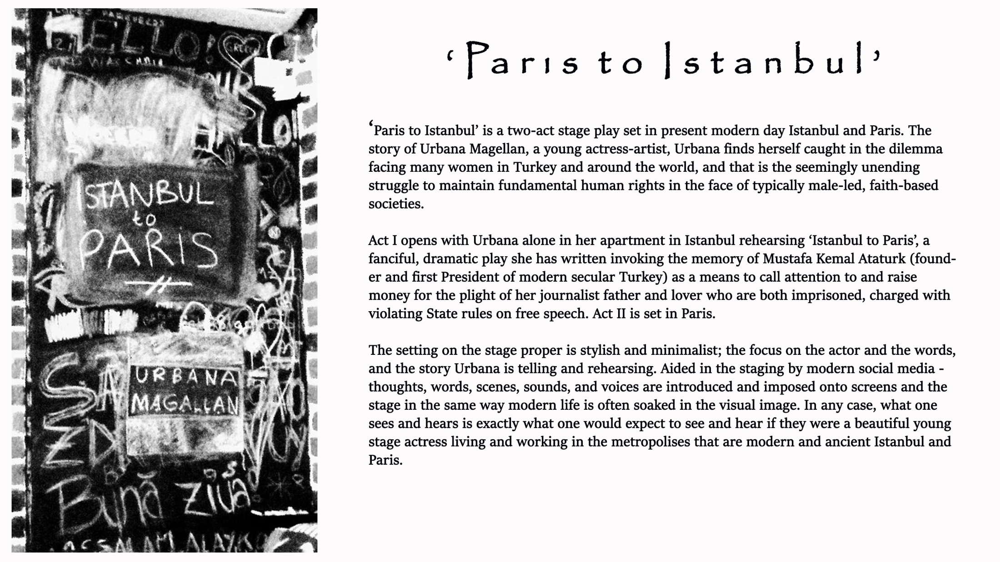 HELLO!
GREEN
ISTANBUL
to
PARIS
URBANA
MAGALLAN
Bună Ziua
SALAM ALAYKO
‘Paris to Istanbul’
‘Paris to Istanbul’ is a two-act stage play set in present modern day Istanbul and Paris. The
story of Urbana Magellan, a young actress-artist, Urbana finds herself caught in the dilemma
facing many women in Turkey and around the world, and that is the seemingly unending
struggle to maintain fundamental human rights in the face of typically male-led, faith-based
societies.
Act I opens with Urbana alone in her apartment in Istanbul rehearsing ‘Istanbul to Paris’, a
fanciful, dramatic play she has written invoking the memory of Mustafa Kemal Ataturk (found-
er and first President of modern secular Turkey) as a means to call attention to and raise
money for the plight of her journalist father and lover who are both imprisoned, charged with
violating State rules on free speech. Act II is set in Paris.
The setting on the stage proper is stylish and minimalist; the focus on the actor and the words,
and the story Urbana is telling and rehearsing. Aided in the staging by modern social media -
thoughts, words, scenes, sounds, and voices are introduced and imposed onto screens and the
stage in the same way modern life is often soaked in the visual image. In any case, what one
sees and hears is exactly what one would expect to see and hear if they were a beautiful young
stage actress living and working in the metropolises that are modern and ancient Istanbul and
Paris.